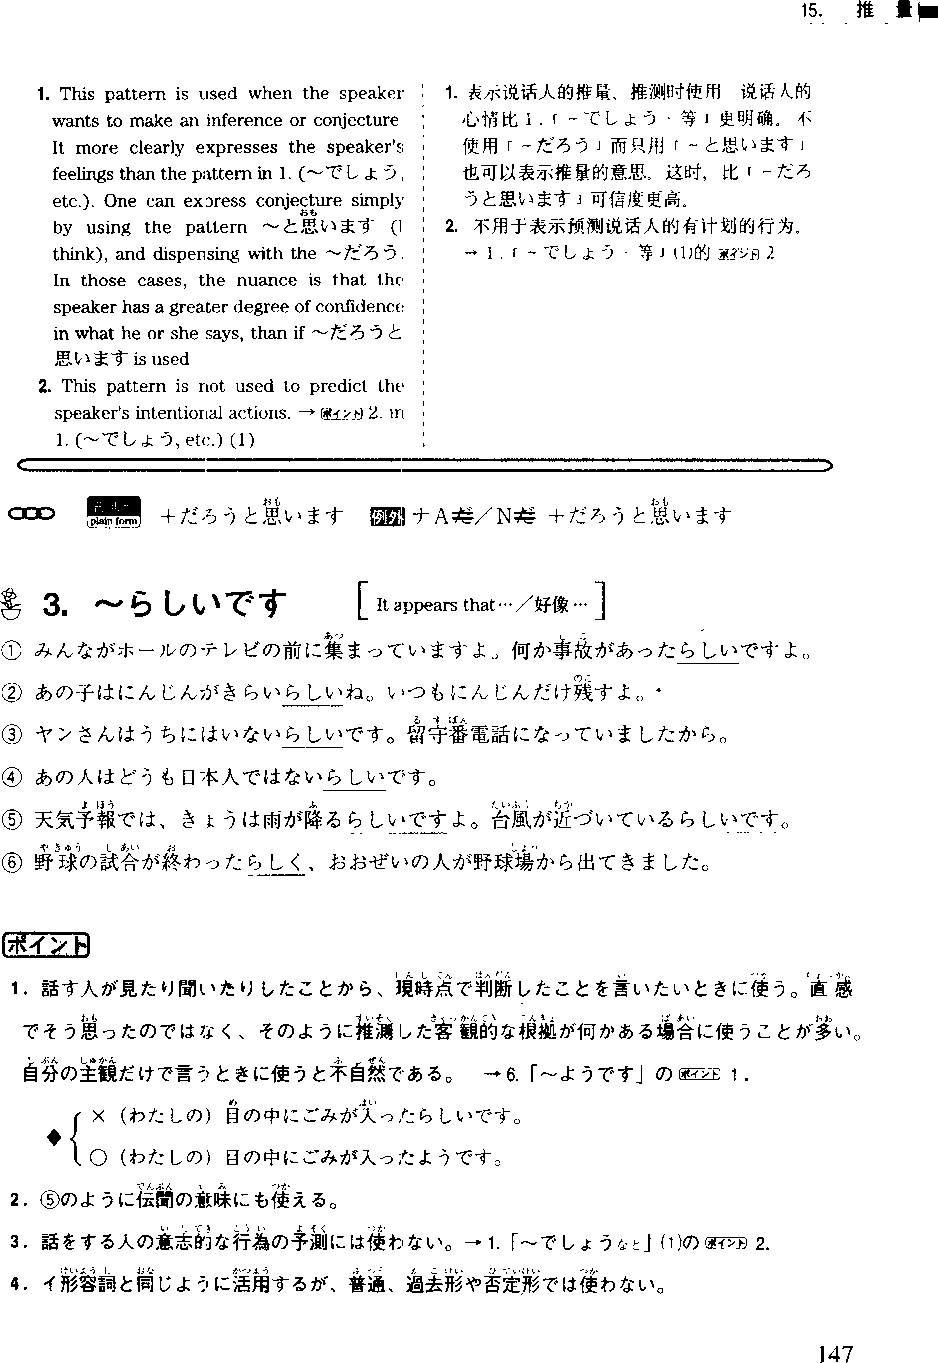 15. 推 量
1. This pattern is used when the speaker
wants to make an inference or conjecture
It more clearly expresses the speaker's
feelings than the pattern in 1. (～でしょう,
etc.). One can express conjecture simply
by using the pattern ～と思います (I
think), and dispensing with the ～だろう.
In those cases, the nuance is that the
speaker has a greater degree of confidence
in what he or she says, than if ～だろうと
思います is used
2. This pattern is not used to predict the
speaker's intentional actions. → ポイント 2. in
1. (～でしょう, etc.) (1)
1. 表示说话人的推量、推测时使用 说话人的
心情比 1.「～でしょう・等」更明确。不
使用「～だろう」而只用「～と思います」
也可以表示推量的意思。这时，比「～だろ
うと思います」可信度更高。
2. 不用于表示预测说话人的有计划的行为。
→ 1.「～でしょう・等」(1)的 ポイント 2
plain form ＋だろうと思います 例外 ナAだ／Nだ ＋だろうと思います
3. ～らしいです [It appears that…／好像…]
① みんながホールのテレビの前に集まっていますよ。何か事故があったらしいですよ。
② あの子はにんじんがきらいらしいね。いつもにんじんだけ残すよ。
③ ヤンさんはうちにはいないらしいです。留守番電話になっていましたから。
④ あの人はどうも日本人ではないらしいです。
⑤ 天気予報では、きょうは雨が降るらしいですよ。台風が近づいているらしいです。
⑥ 野球の試合が終わったらしく、おおぜいの人が野球場から出てきました。
ポイント
1．話す人が見たり聞いたりしたことから、現時点で判断したことを言いたいときに使う。直感
でそう思ったのではなく、そのように推測した客観的な根拠が何かある場合に使うことが多い。
自分の主観だけで言うときに使うと不自然である。 →6.「～ようです」の ポイント 1．
◆ × （わたしの）目の中にごみが入ったらしいです。
○ （わたしの）目の中にごみが入ったようです。
2．⑤のように伝聞の意味にも使える。
3．話をする人の意志的な行為の予測には使わない。→1.「～でしょうなど」(1)の ポイント 2.
4．イ形容詞と同じように活用するが、普通、過去形や否定形では使わない。
147